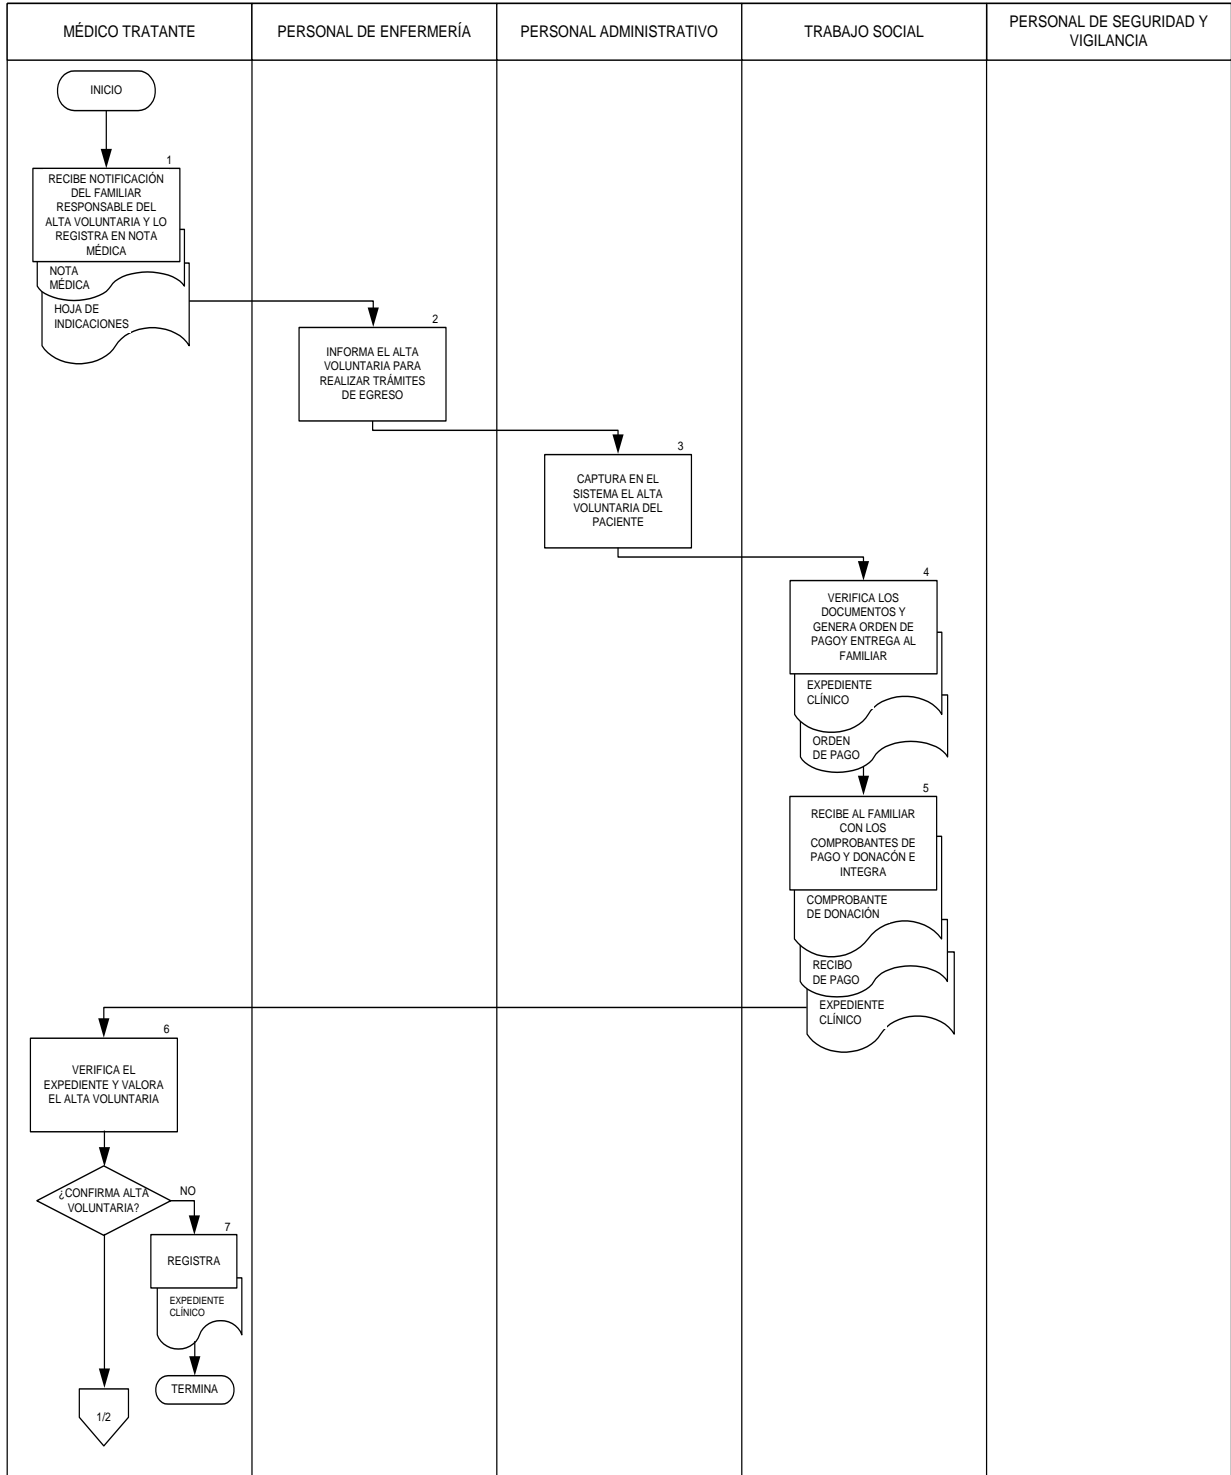 MÉDICO TRATANTE
PERSONAL DE ENFERMERÍA
PERSONAL ADMINISTRATIVO
TRABAJO SOCIAL
PERSONAL DE SEGURIDAD Y
VIGILANCIA
INICIO
1
RECIBE NOTIFICACIÓN
DEL FAMILIAR
RESPONSABLE DEL
ALTA VOLUNTARIA Y LO
REGISTRA EN NOTA
MÉDICA
NOTA
MÉDICA
HOJA DE
INDICACIONES
2
INFORMA EL ALTA
VOLUNTARIA PARA
REALIZAR TRÁMITES
DE EGRESO
3
CAPTURA EN EL
SISTEMA EL ALTA
VOLUNTARIA DEL
PACIENTE
4
VERIFICA LOS
DOCUMENTOS Y
GENERA ORDEN DE
PAGOY ENTREGA AL
FAMILIAR
EXPEDIENTE
CLÍNICO
ORDEN
DE PAGO
5
RECIBE AL FAMILIAR
CON LOS
COMPROBANTES DE
PAGO Y DONACÓN E
INTEGRA
COMPROBANTE
DE DONACIÓN
RECIBO
DE PAGO
EXPEDIENTE
CLÍNICO
6
VERIFICA EL
EXPEDIENTE Y VALORA
EL ALTA VOLUNTARIA
¿CONFIRMA ALTA
VOLUNTARIA?
NO
7
REGISTRA
EXPEDIENTE
CLÍNICO
TERMINA
1/2